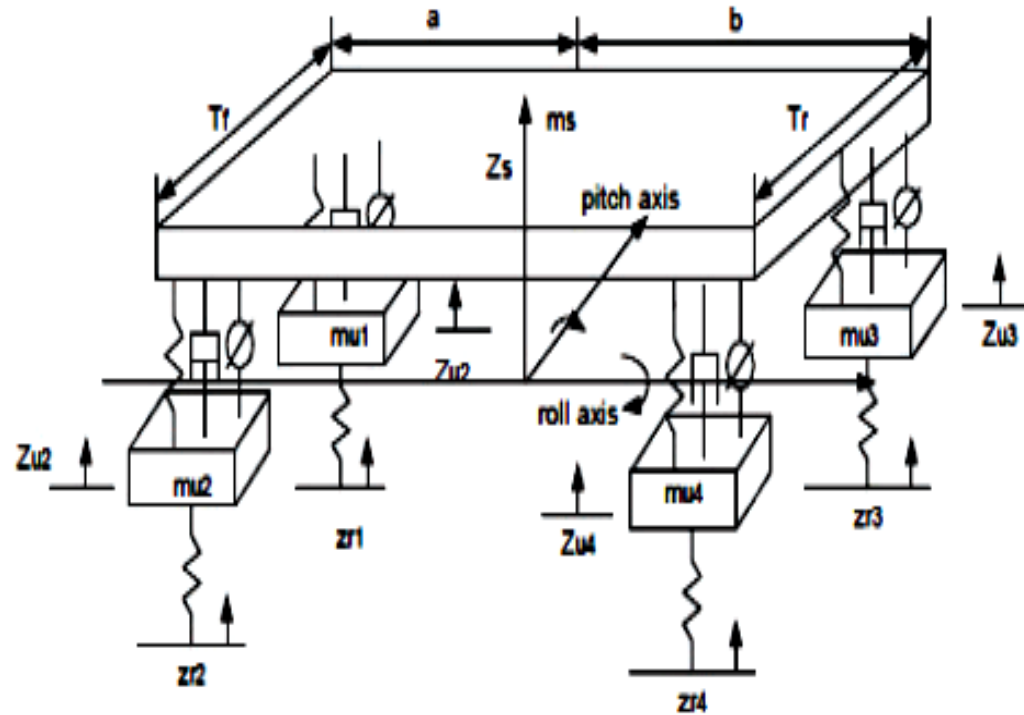 a
b
Tf
ms
Tr
Zs
pitch axis
mu1
mu3
Zu3
Zu2
roll axis
Zu2
mu2
mu4
zr1
Zu4
zr3
zr2
zr4